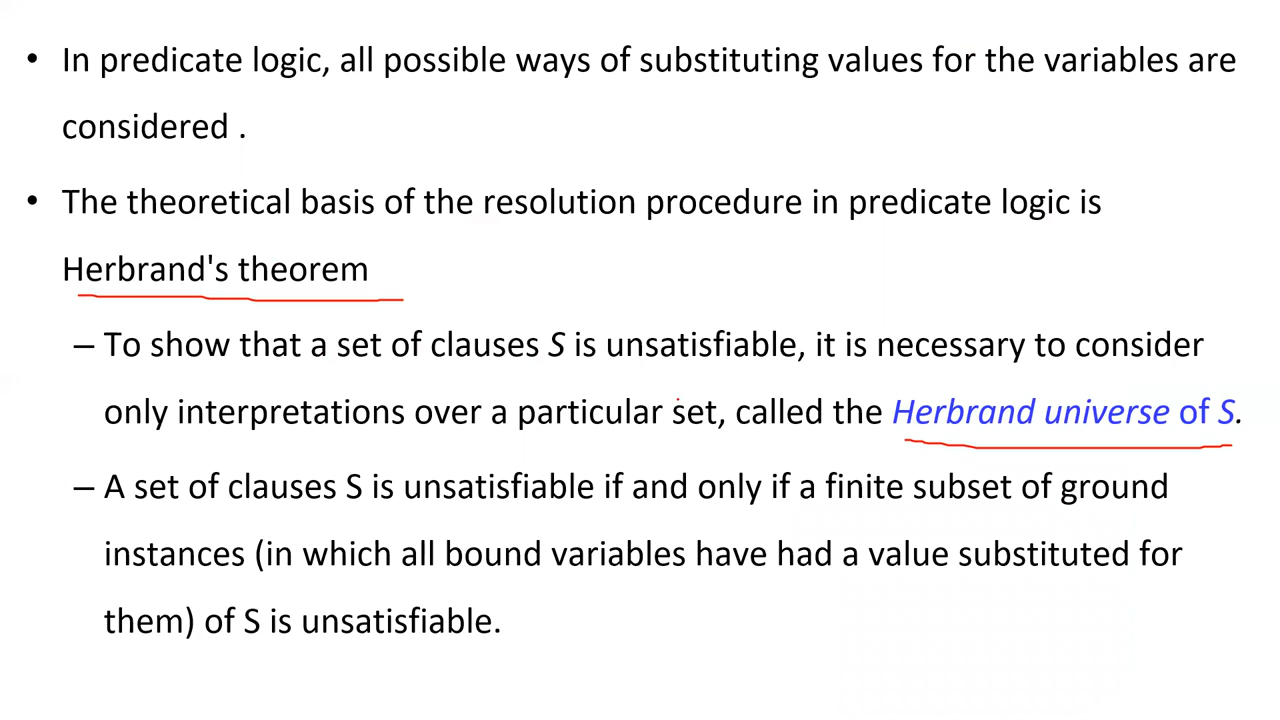 • In predicate logic, all possible ways of substituting values for the variables are
considered .
• The theoretical basis of the resolution procedure in predicate logic is
Herbrand's theorem
– To show that a set of clauses S is unsatisfiable, it is necessary to consider
only interpretations over a particular set, called the Herbrand universe of S.
– A set of clauses S is unsatisfiable if and only if a finite subset of ground
instances (in which all bound variables have had a value substituted for
them) of S is unsatisfiable.